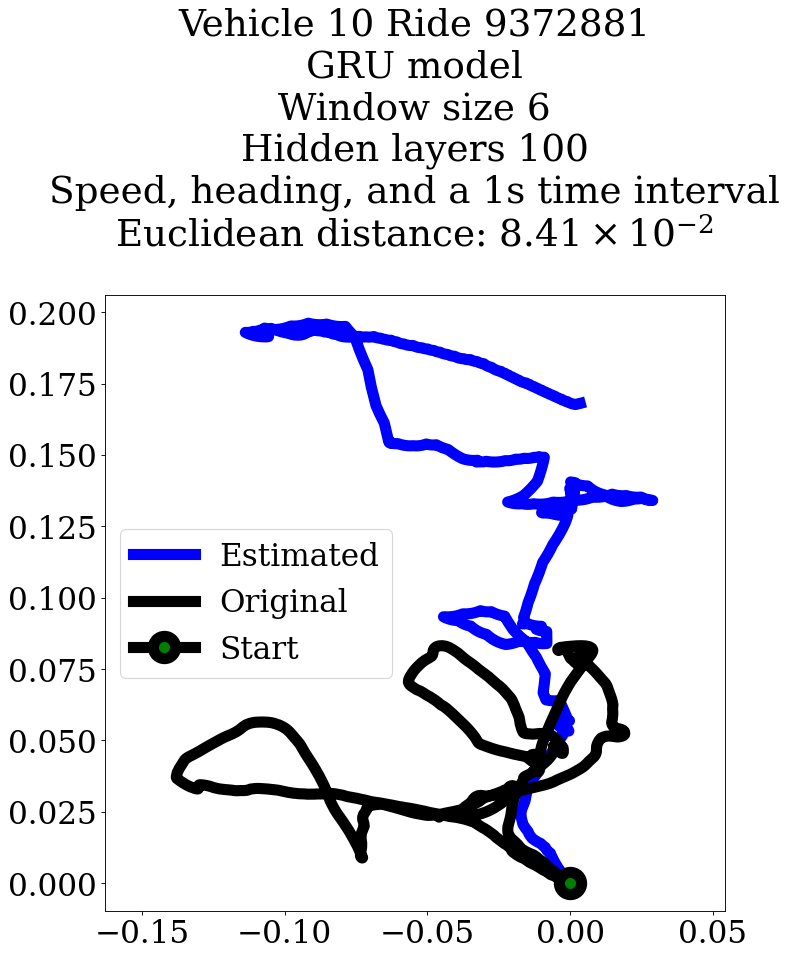 Vehicle 10 Ride 9372881
GRU model
Window size 6
Hidden layers 100
Speed, heading, and a 1s time interval
Euclidean distance: 8.41 × 10⁻²
0.200
0.175
0.150
0.125
0.100
0.075
0.050
0.025
0.000
Estimated
Original
Start
−0.15 −0.10 −0.05 0.00 0.05